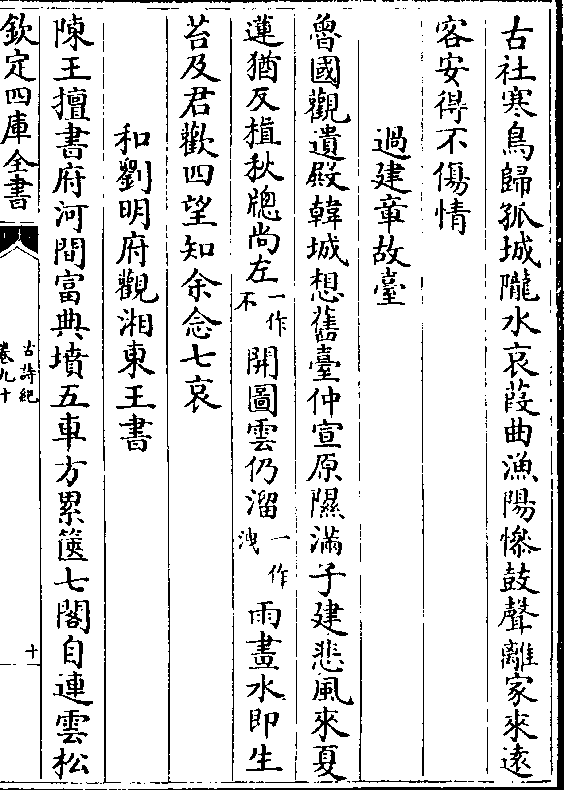 古社寒鳥歸孤城隴水哀葭曲漁陽慘鼓聲離家來遠
客安得不傷情
過建章故臺
魯國觀遺殿韓城想舊臺仲宣原隰滿子建悲風來夏
蓮猶反植秋牎尚左一作不開圖雲仍溜一作洩雨畫水即生
苔及君歡四望知余念七哀
和劉明府觀湘東王書
陳王擅書府河間富典墳五車方累篋七閣自連雲松
欽定四庫全書
古詩紀
卷九十
十